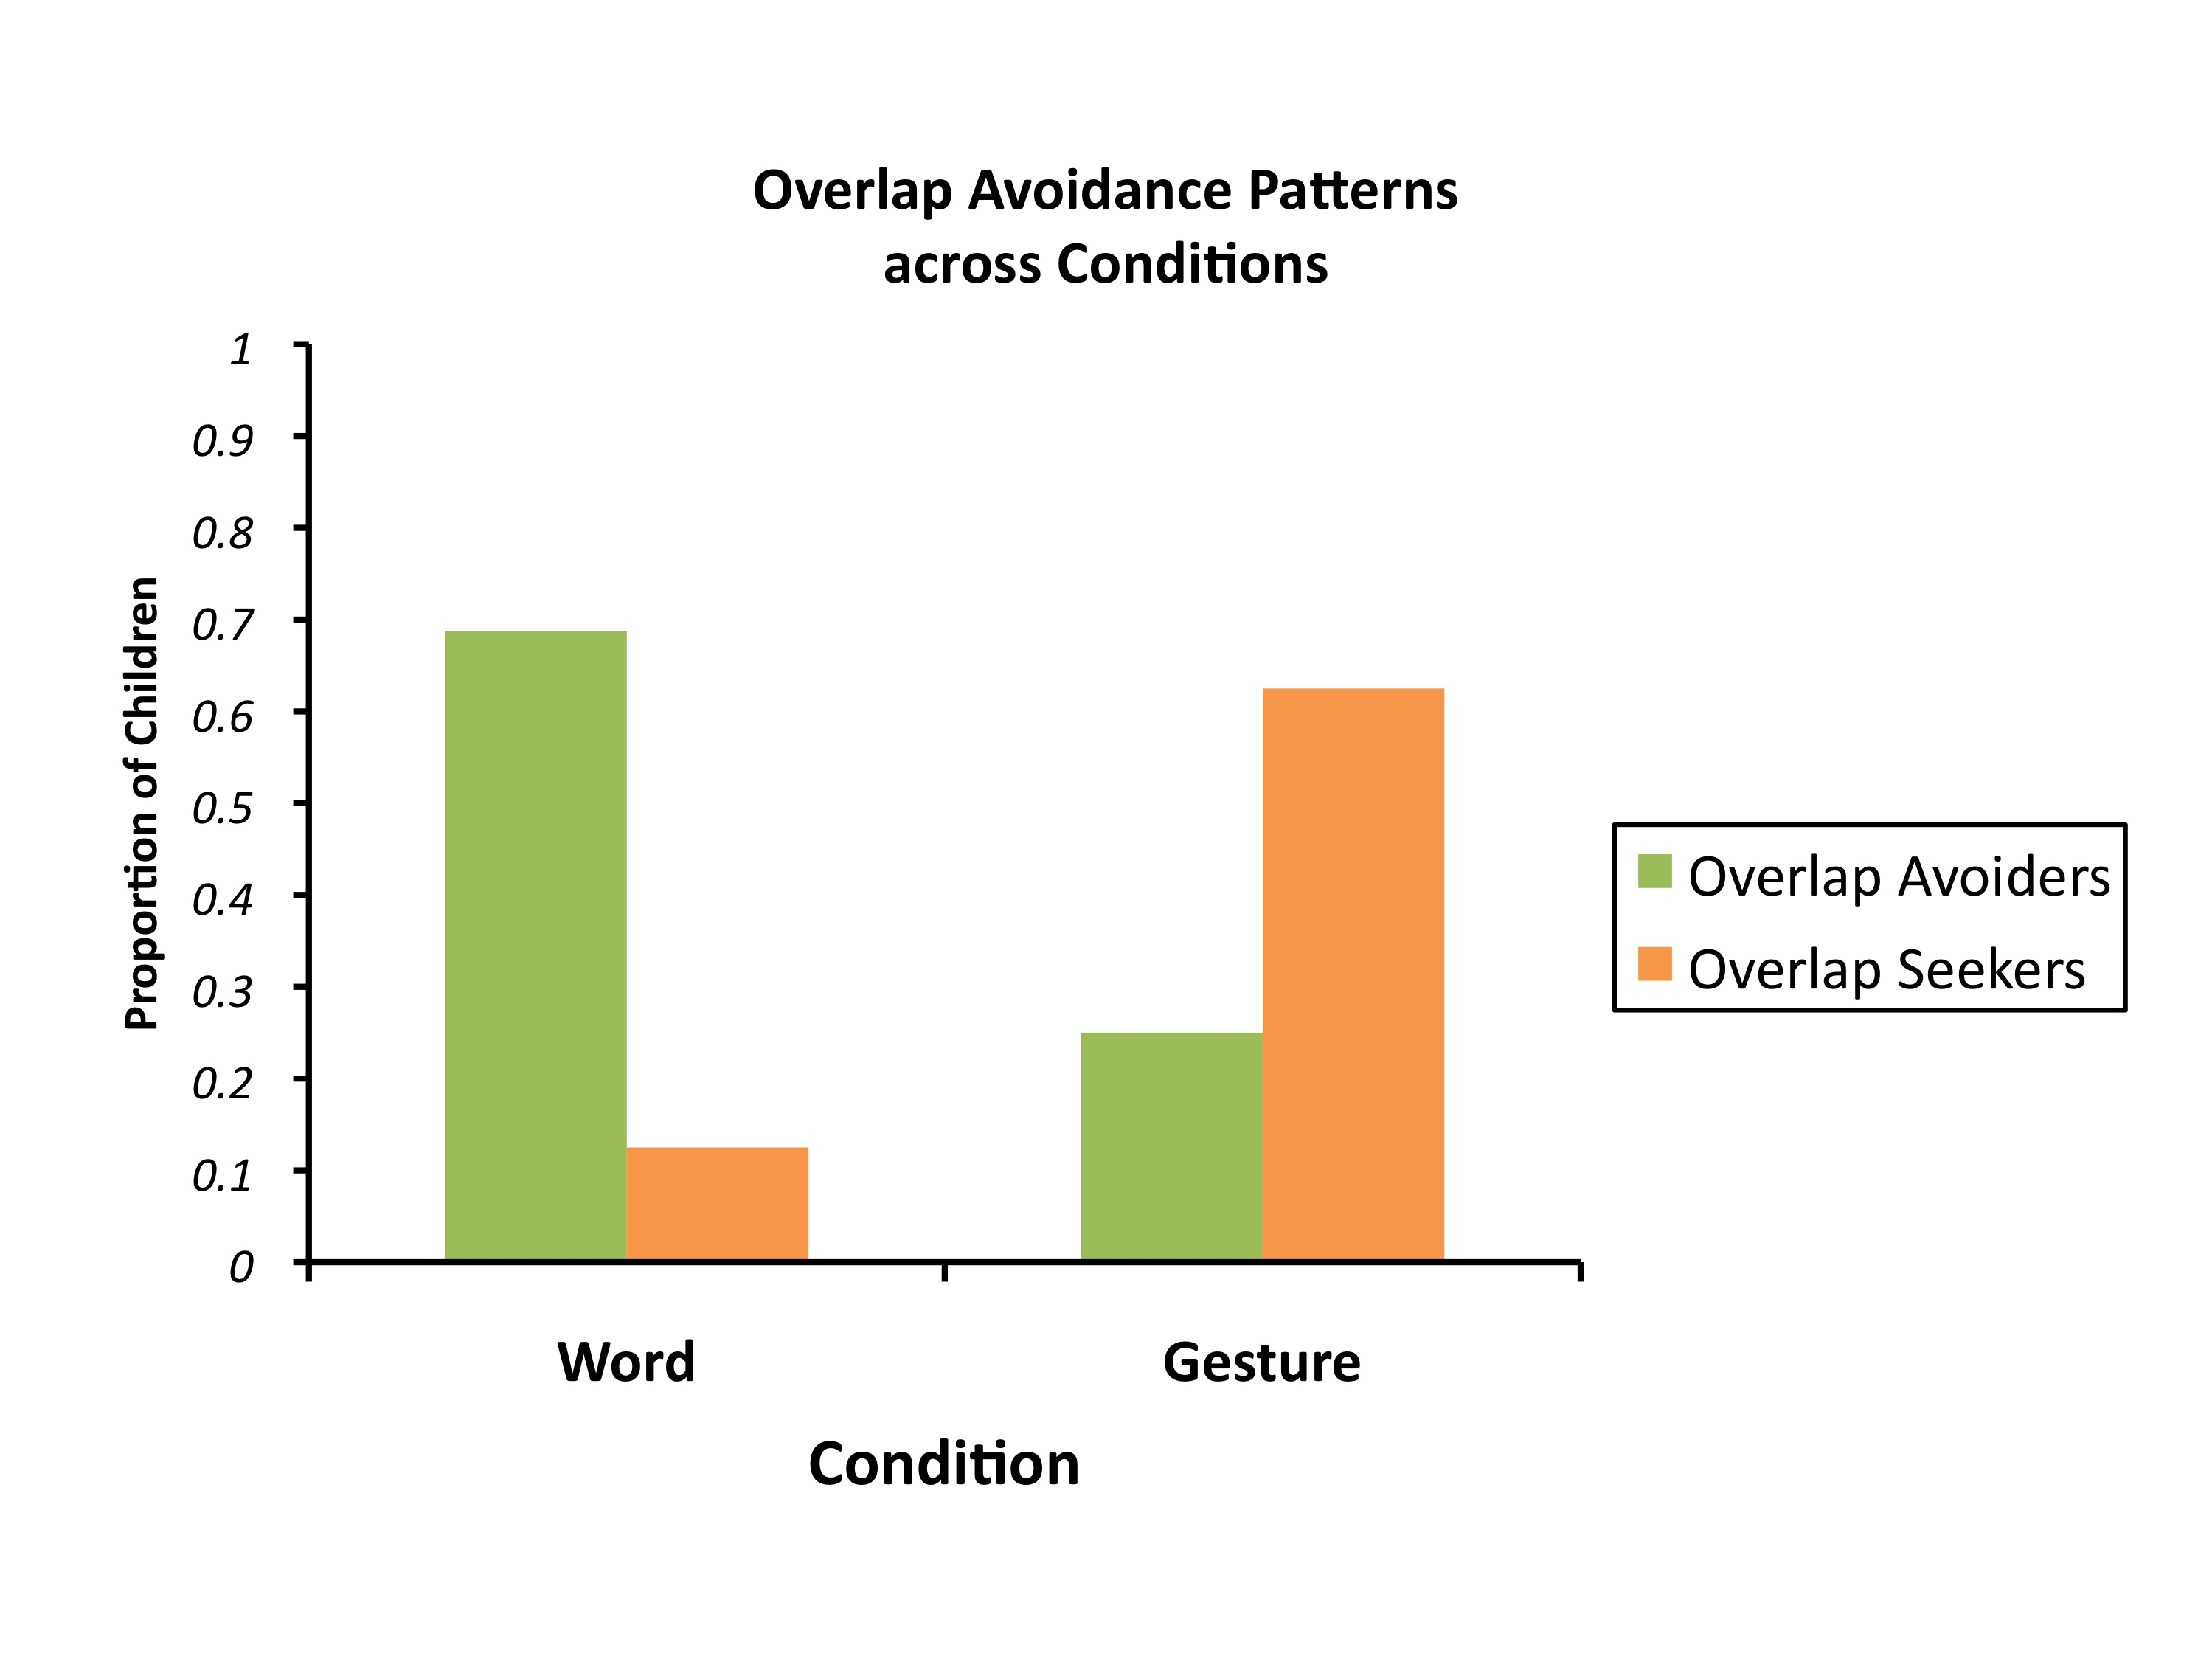 Overlap Avoidance Patterns
across Conditions
1
0.9
0.8
0.7
0.6
0.5
0.4
0.3
0.2
0.1
0
Proportion of Children
Overlap Avoiders
Overlap Seekers
Word
Gesture
Condition